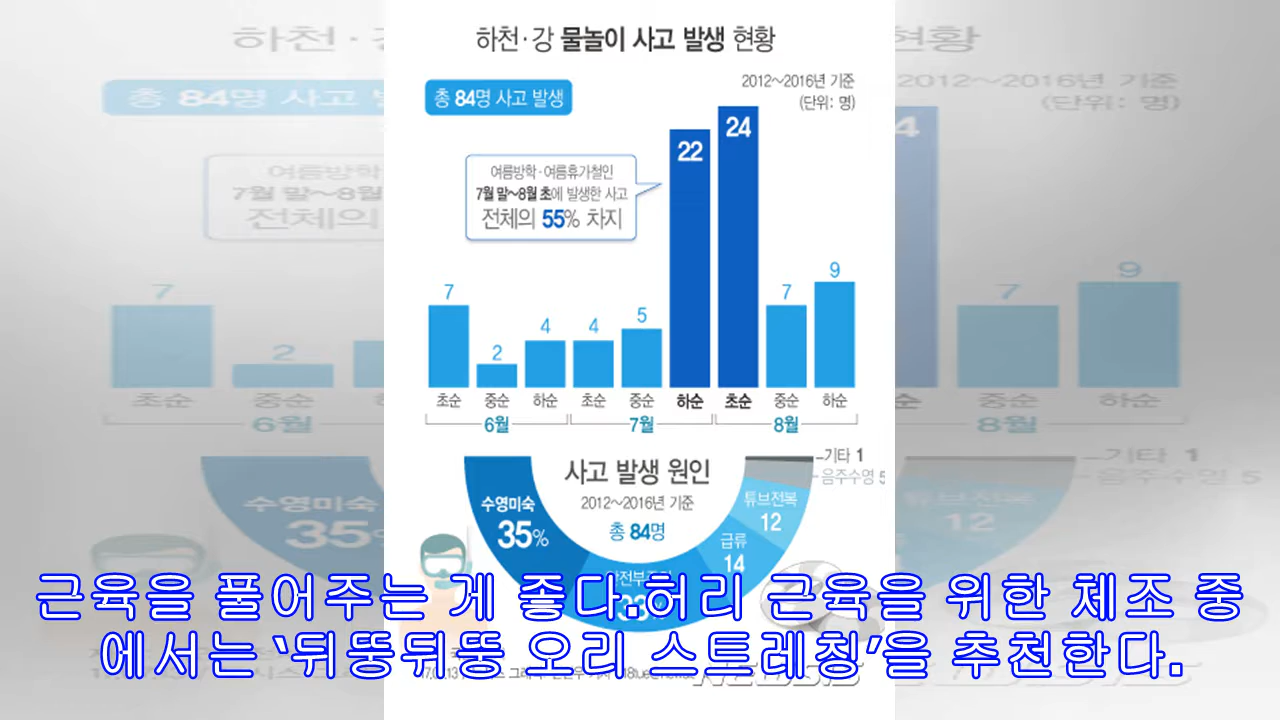 하천·강 물놀이 사고 발생 현황
2012~2016년 기준
(단위: 명)
총 84명 사고 발생
여름방학·여름휴가철인
7월 말~8월 초에 발생한 사고
전체의 55% 차지
7 2 4 4 5 22 24 7 9
초순 중순 하순 초순 중순 하순 초순 중순 하순
6월 7월 8월
사고 발생 원인
2012~2016년 기준
총 84명
수영미숙
35%
급류
14
튜브전복
12
음주수영 5
기타 1
근육을 풀어주는 게 좋다.허리 근육을 위한 체조 중
에서는 ‘뒤뚱뒤뚱 오리 스트레칭’을 추천한다.